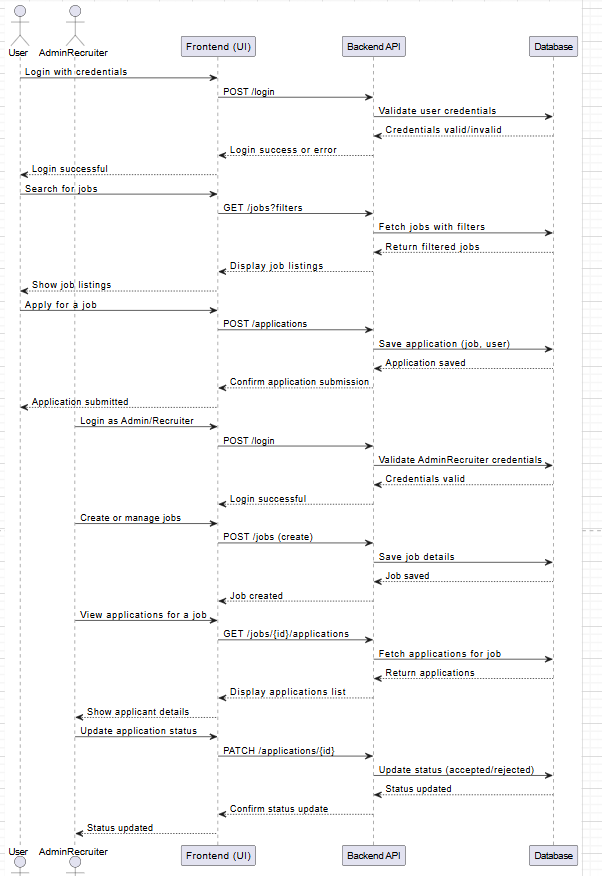 User AdminRecruiter Frontend (UI) Backend API Database
Login with credentials
POST /login
Validate user credentials
Credentials valid/invalid
Login success or error
Login successful
Search for jobs
GET /jobs?filters
Fetch jobs with filters
Return filtered jobs
Display job listings
Show job listings
Apply for a job
POST /applications
Save application (job, user)
Application saved
Confirm application submission
Application submitted
Login as Admin/Recruiter
POST /login
Validate AdminRecruiter credentials
Credentials valid
Login successful
Create or manage jobs
POST /jobs (create)
Save job details
Job saved
Job created
View applications for a job
GET /jobs/{id}/applications
Fetch applications for job
Return applications
Display applications list
Show applicant details
Update application status
PATCH /applications/{id}
Update status (accepted/rejected)
Status updated
Confirm status update
Status updated
User AdminRecruiter Frontend (UI) Backend API Database